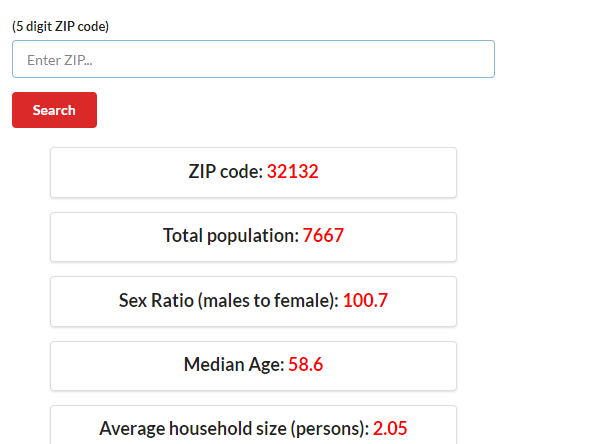 (5 digit ZIP code)
Enter ZIP...
Search
ZIP code: 32132
Total population: 7667
Sex Ratio (males to female): 100.7
Median Age: 58.6
Average household size (persons): 2.05